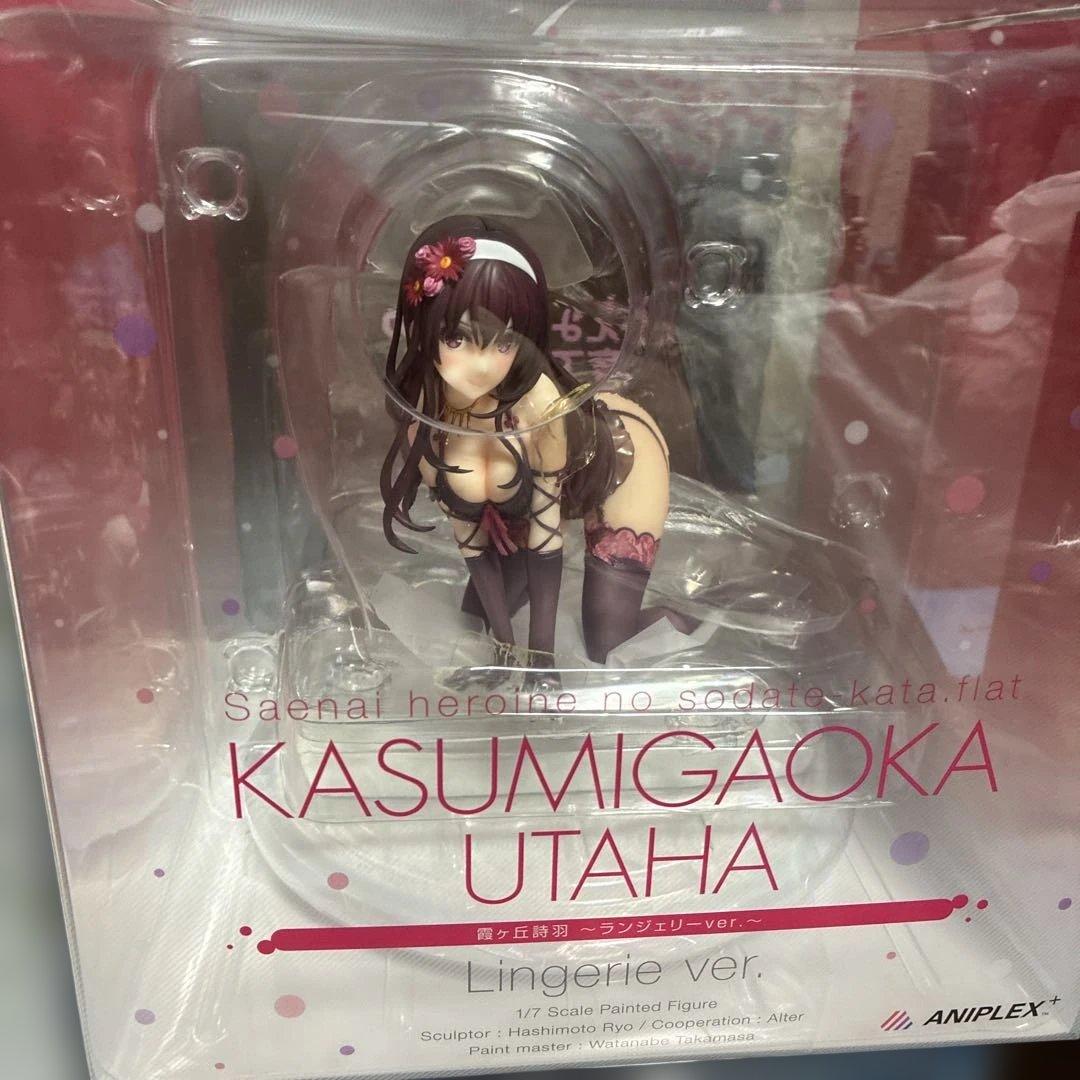 Saenai heroine no sodate-kata.flat
KASUMIGAOKA
UTAHA
霞ヶ丘詩羽 ~ランジェリーver.~
Lingerie ver.
1/7 Scale Painted Figure
Sculptor : Hashimoto Ryo / Cooperation : Alter
Paint master : Watanabe Takamasa
ANIPLEX+™